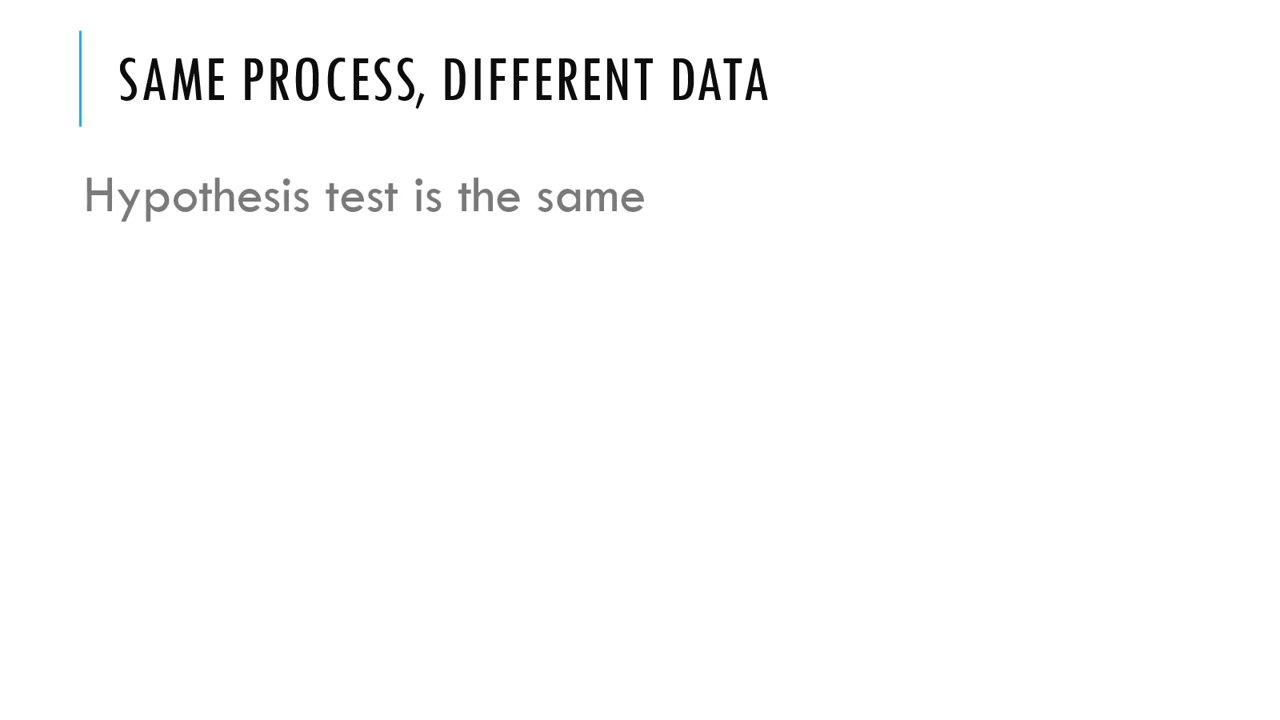 SAME PROCESS, DIFFERENT DATA
Hypothesis test is the same